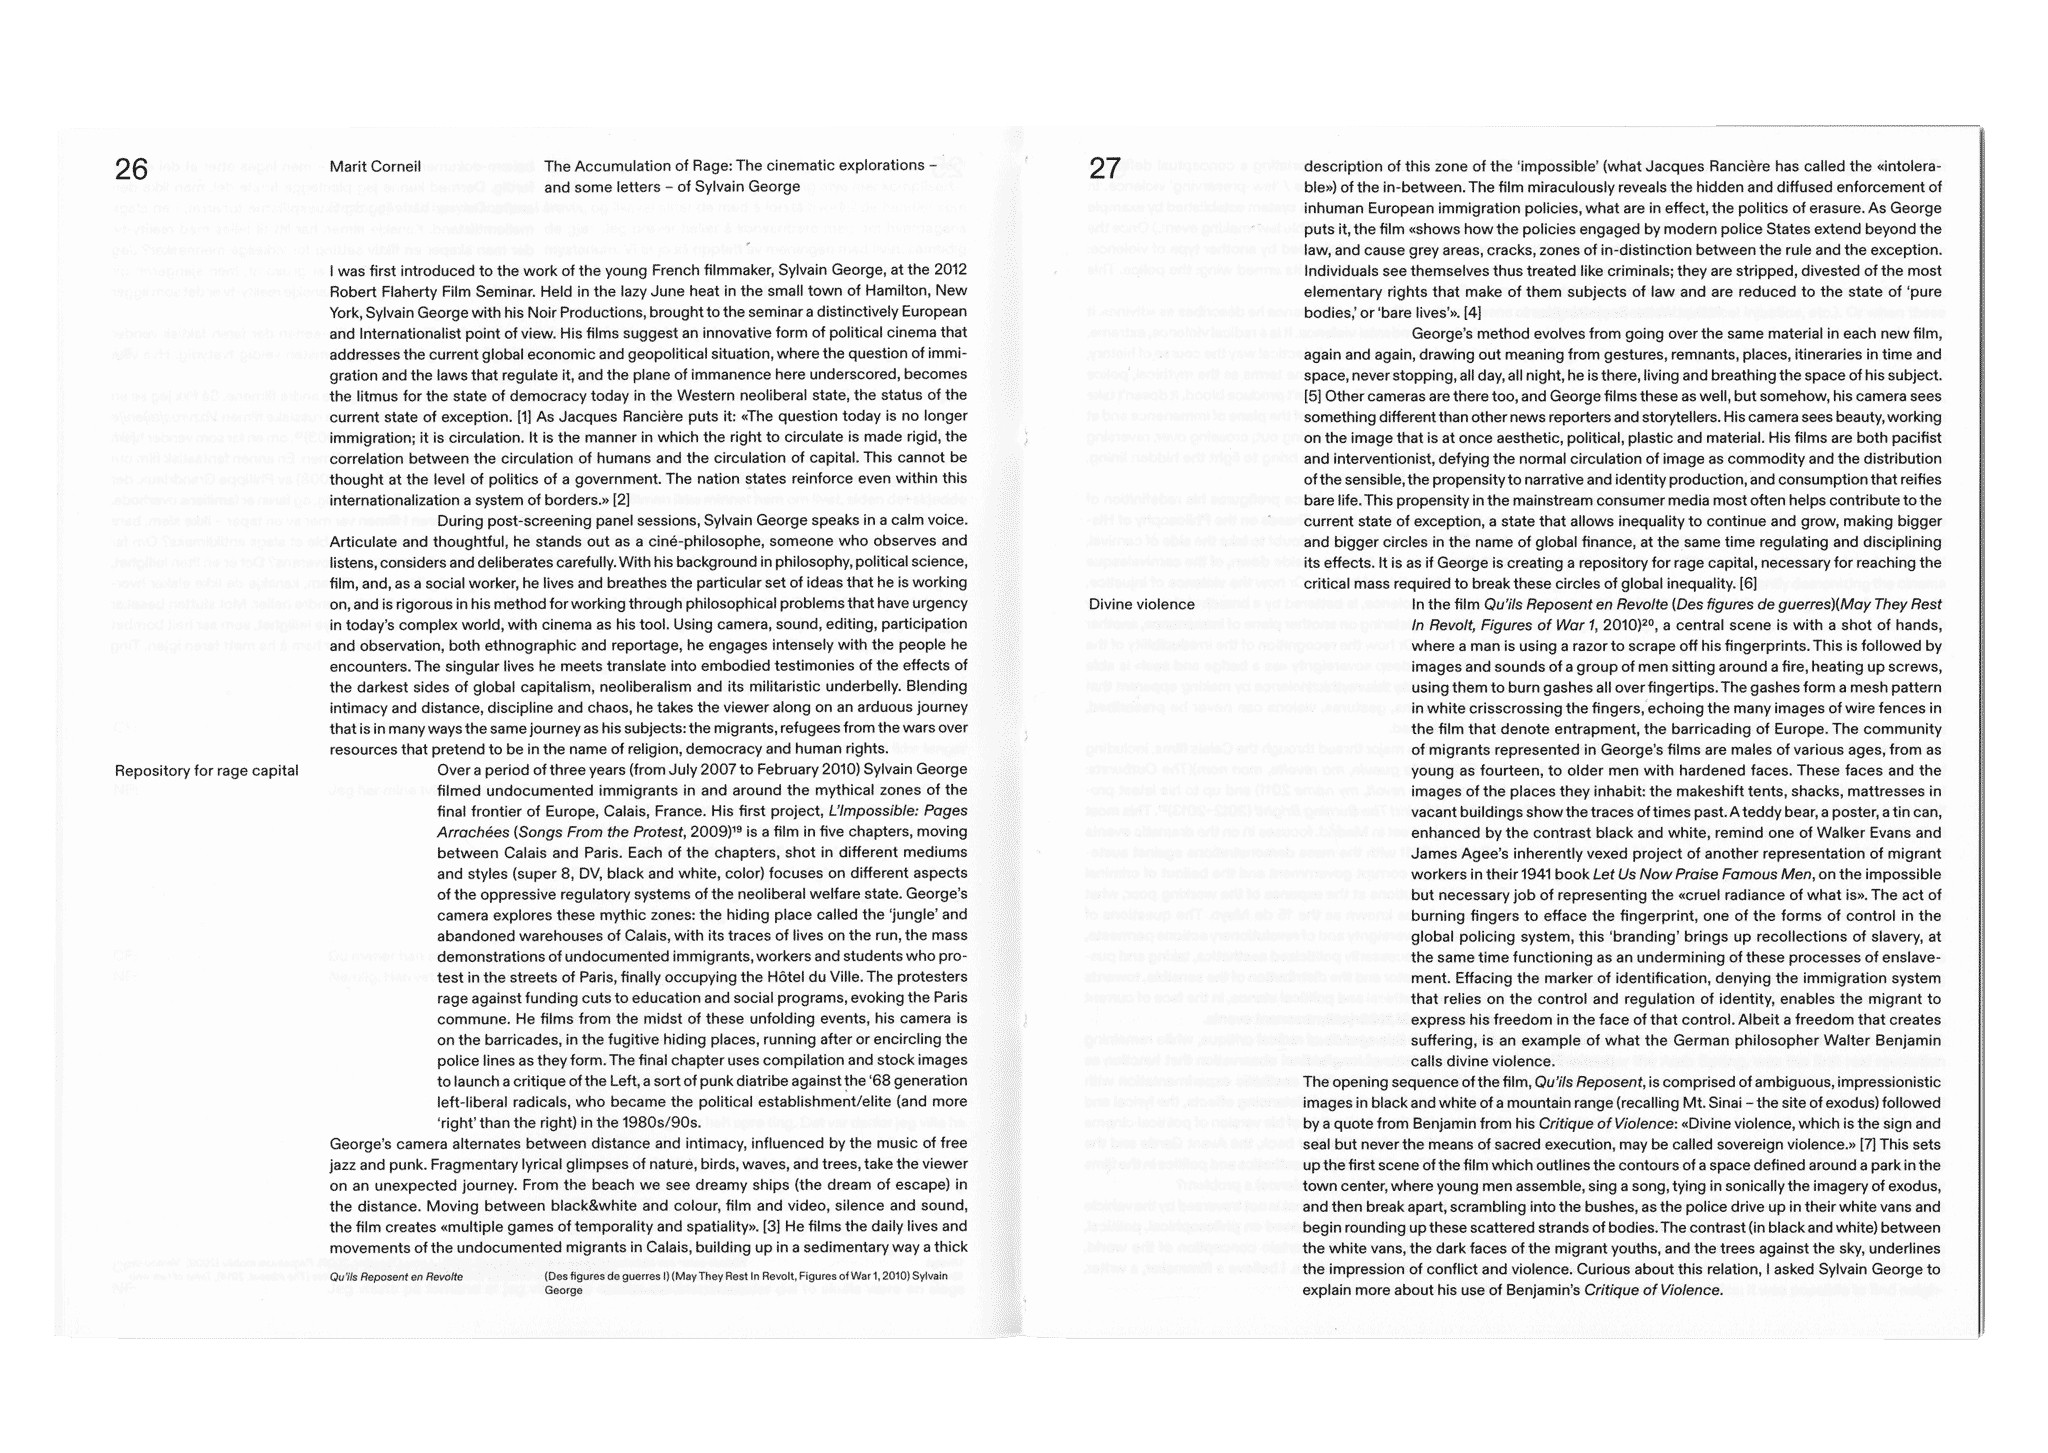 26
Marit Corneil
The Accumulation of Rage: The cinematic explorations –
and some letters – of Sylvain George
I was first introduced to the work of the young French filmmaker, Sylvain George, at the 2012
Robert Flaherty Film Seminar. Held in the lazy June heat in the small town of Hamilton, New
York, Sylvain George with his Noir Productions, brought to the seminar a distinctively European
and Internationalist point of view. His films suggest an innovative form of political cinema that
addresses the current global economic and geopolitical situation, where the question of immi-
gration and the laws that regulate it, and the plane of immanence here underscored, becomes
the litmus for the state of democracy today in the Western neoliberal state, the status of the
current state of exception. [1] As Jacques Rancière puts it: «The question today is no longer
immigration; it is circulation. It is the manner in which the right to circulate is made rigid, the
correlation between the circulation of humans and the circulation of capital. This cannot be
thought at the level of politics of a government. The nation states reinforce even within this
internationalization a system of borders.» [2]
During post-screening panel sessions, Sylvain George speaks in a calm voice.
Articulate and thoughtful, he stands out as a ciné-philosophe, someone who observes and
listens, considers and deliberates carefully. With his background in philosophy, political science,
film, and, as a social worker, he lives and breathes the particular set of ideas that he is working
on, and is rigorous in his method for working through philosophical problems that have urgency
in today's complex world, with cinema as his tool. Using camera, sound, editing, participation
and observation, both ethnographic and reportage, he engages intensely with the people he
encounters. The singular lives he meets translate into embodied testimonies of the effects of
the darkest sides of global capitalism, neoliberalism and its militaristic underbelly. Blending
intimacy and distance, discipline and chaos, he takes the viewer along on an arduous journey
that is in many ways the same journey as his subjects: the migrants, refugees from the wars over
resources that pretend to be in the name of religion, democracy and human rights.
Repository for rage capital
Over a period of three years (from July 2007 to February 2010) Sylvain George
filmed undocumented immigrants in and around the mythical zones of the
final frontier of Europe, Calais, France. His first project, L'Impossible: Pages
Arrachées (Songs From the Protest, 2009)¹⁹ is a film in five chapters, moving
between Calais and Paris. Each of the chapters, shot in different mediums
and styles (super 8, DV, black and white, color) focuses on different aspects
of the oppressive regulatory systems of the neoliberal welfare state. George's
camera explores these mythic zones: the hiding place called the 'jungle' and
abandoned warehouses of Calais, with its traces of lives on the run, the mass
demonstrations of undocumented immigrants, workers and students who pro-
test in the streets of Paris, finally occupying the Hôtel du Ville. The protesters
rage against funding cuts to education and social programs, evoking the Paris
commune. He films from the midst of these unfolding events, his camera is
on the barricades, in the fugitive hiding places, running after or encircling the
police lines as they form. The final chapter uses compilation and stock images
to launch a critique of the Left, a sort of punk diatribe against the '68 generation
left-liberal radicals, who became the political establishment/elite (and more
'right' than the right) in the 1980s/90s.
George's camera alternates between distance and intimacy, influenced by the music of free
jazz and punk. Fragmentary lyrical glimpses of nature, birds, waves, and trees, take the viewer
on an unexpected journey. From the beach we see dreamy ships (the dream of escape) in
the distance. Moving between black&white and colour, film and video, silence and sound,
the film creates «multiple games of temporality and spatiality». [3] He films the daily lives and
movements of the undocumented migrants in Calais, building up in a sedimentary way a thick
Qu'ils Reposent en Revolte
(Des figures de guerres I) (May They Rest In Revolt, Figures of War 1, 2010) Sylvain
George
27
description of this zone of the 'impossible' (what Jacques Rancière has called the «intolera-
ble») of the in-between. The film miraculously reveals the hidden and diffused enforcement of
inhuman European immigration policies, what are in effect, the politics of erasure. As George
puts it, the film «shows how the policies engaged by modern police States extend beyond the
law, and cause grey areas, cracks, zones of in-distinction between the rule and the exception.
Individuals see themselves thus treated like criminals; they are stripped, divested of the most
elementary rights that make of them subjects of law and are reduced to the state of 'pure
bodies,' or 'bare lives'». [4]
George's method evolves from going over the same material in each new film,
again and again, drawing out meaning from gestures, remnants, places, itineraries in time and
space, never stopping, all day, all night, he is there, living and breathing the space of his subject.
[5] Other cameras are there too, and George films these as well, but somehow, his camera sees
something different than other news reporters and storytellers. His camera sees beauty, working
on the image that is at once aesthetic, political, plastic and material. His films are both pacifist
and interventionist, defying the normal circulation of image as commodity and the distribution
of the sensible, the propensity to narrative and identity production, and consumption that reifies
bare life. This propensity in the mainstream consumer media most often helps contribute to the
current state of exception, a state that allows inequality to continue and grow, making bigger
and bigger circles in the name of global finance, at the same time regulating and disciplining
its effects. It is as if George is creating a repository for rage capital, necessary for reaching the
critical mass required to break these circles of global inequality. [6]
Divine violence
In the film Qu'ils Reposent en Revolte (Des figures de guerres)(May They Rest
In Revolt, Figures of War 1, 2010)²⁰, a central scene is with a shot of hands,
where a man is using a razor to scrape off his fingerprints. This is followed by
images and sounds of a group of men sitting around a fire, heating up screws,
using them to burn gashes all over fingertips. The gashes form a mesh pattern
in white crisscrossing the fingers, echoing the many images of wire fences in
the film that denote entrapment, the barricading of Europe. The community
of migrants represented in George's films are males of various ages, from as
young as fourteen, to older men with hardened faces. These faces and the
images of the places they inhabit: the makeshift tents, shacks, mattresses in
vacant buildings show the traces of times past. A teddy bear, a poster, a tin can,
enhanced by the contrast black and white, remind one of Walker Evans and
James Agee's inherently vexed project of another representation of migrant
workers in their 1941 book Let Us Now Praise Famous Men, on the impossible
but necessary job of representing the «cruel radiance of what is». The act of
burning fingers to efface the fingerprint, one of the forms of control in the
global policing system, this 'branding' brings up recollections of slavery, at
the same time functioning as an undermining of these processes of enslave-
ment. Effacing the marker of identification, denying the immigration system
that relies on the control and regulation of identity, enables the migrant to
express his freedom in the face of that control. Albeit a freedom that creates
suffering, is an example of what the German philosopher Walter Benjamin
calls divine violence.
The opening sequence of the film, Qu'ils Reposent, is comprised of ambiguous, impressionistic
images in black and white of a mountain range (recalling Mt. Sinai – the site of exodus) followed
by a quote from Benjamin from his Critique of Violence: «Divine violence, which is the sign and
seal but never the means of sacred execution, may be called sovereign violence.» [7] This sets
up the first scene of the film which outlines the contours of a space defined around a park in the
town center, where young men assemble, sing a song, tying in sonically the imagery of exodus,
and then break apart, scrambling into the bushes, as the police drive up in their white vans and
begin rounding up these scattered strands of bodies. The contrast (in black and white) between
the white vans, the dark faces of the migrant youths, and the trees against the sky, underlines
the impression of conflict and violence. Curious about this relation, I asked Sylvain George to
explain more about his use of Benjamin's Critique of Violence.